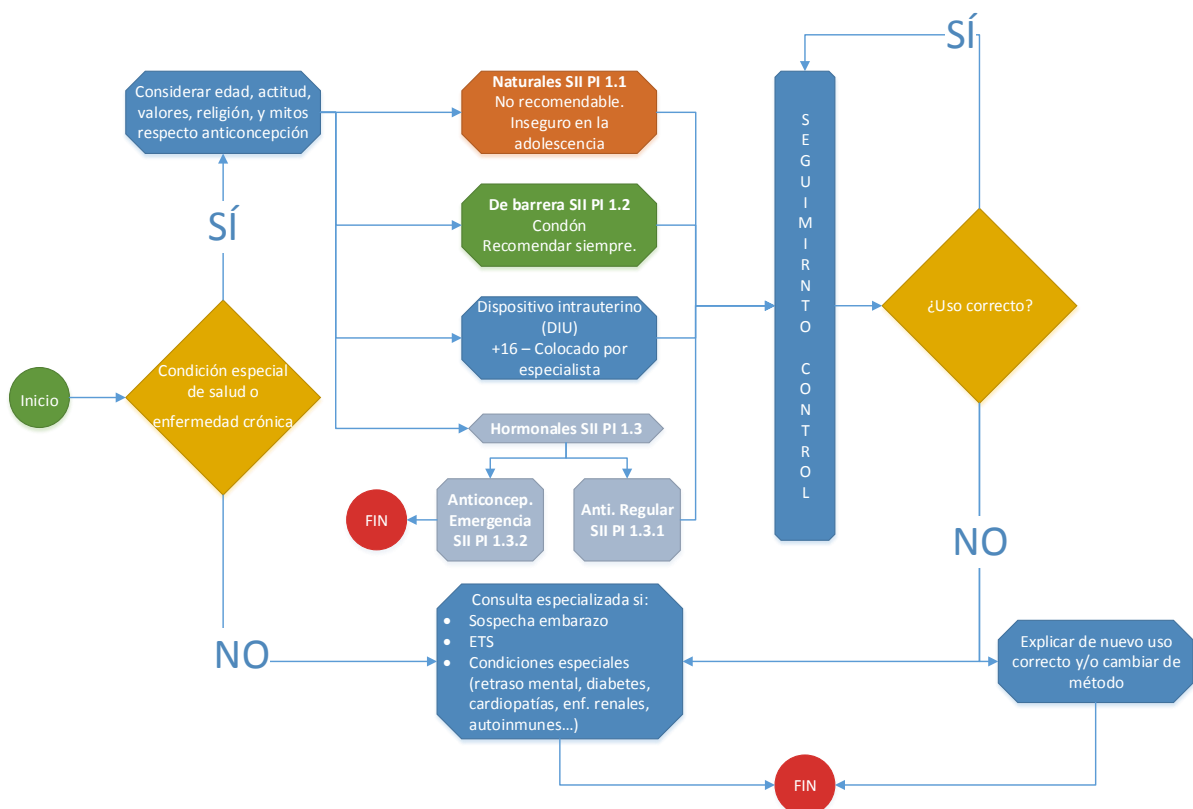 SÍ
Considerar edad, actitud,
valores, religión, y mitos
respecto anticoncepción
Naturales SII PI 1.1
No recomendable.
Inseguro en la
adolescencia
De barrera SII PI 1.2
Condón
Recomendar siempre.
SÍ
Dispositivo intrauterino
(DIU)
+16 – Colocado por
especialista
SEGUIMIRNTO CONTROL
¿Uso correcto?
Inicio
Condición especial
de salud o
enfermedad crónica
Hormonales SII PI 1.3
FIN
Anticoncep.
Emergencia
SII PI 1.3.2
Anti. Regular
SII PI 1.3.1
NO
NO
Consulta especializada si:
• Sospecha embarazo
• ETS
• Condiciones especiales
(retraso mental, diabetes,
cardiopatías, enf. renales,
autoinmunes…)
Explicar de nuevo uso
correcto y/o cambiar de
método
FIN